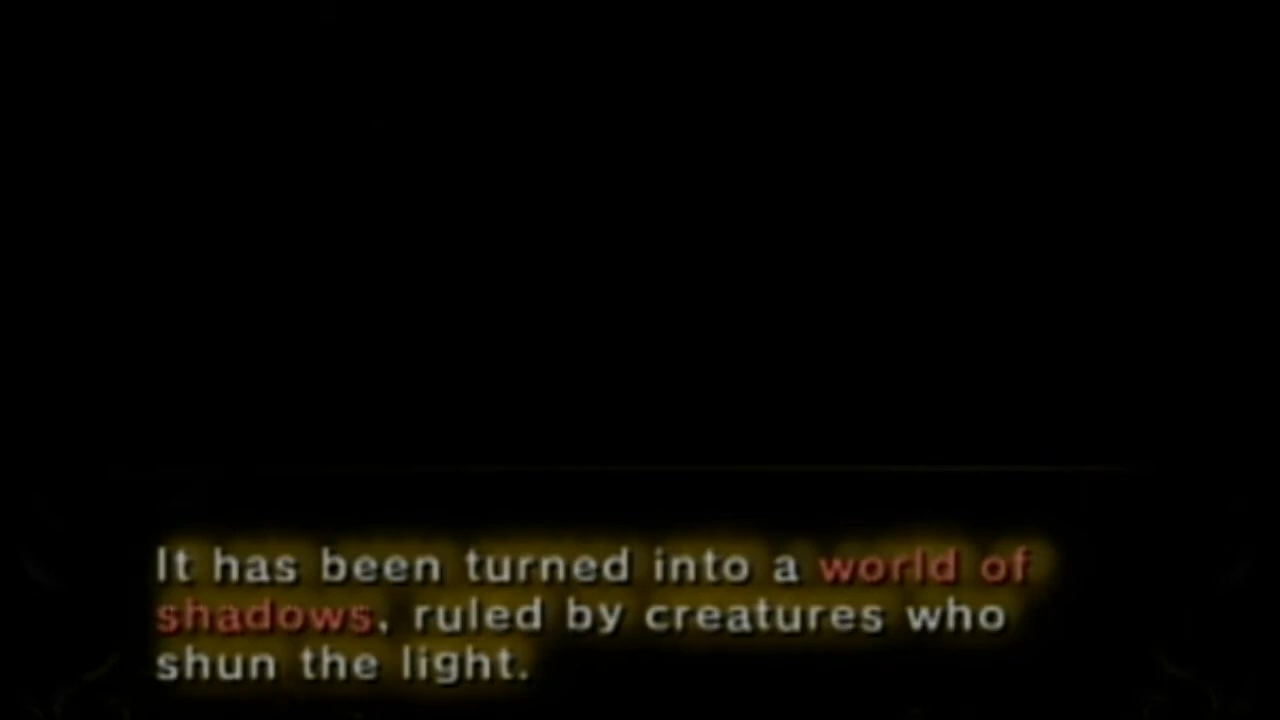 It has been turned into a world of
shadows, ruled by creatures who
shun the light.